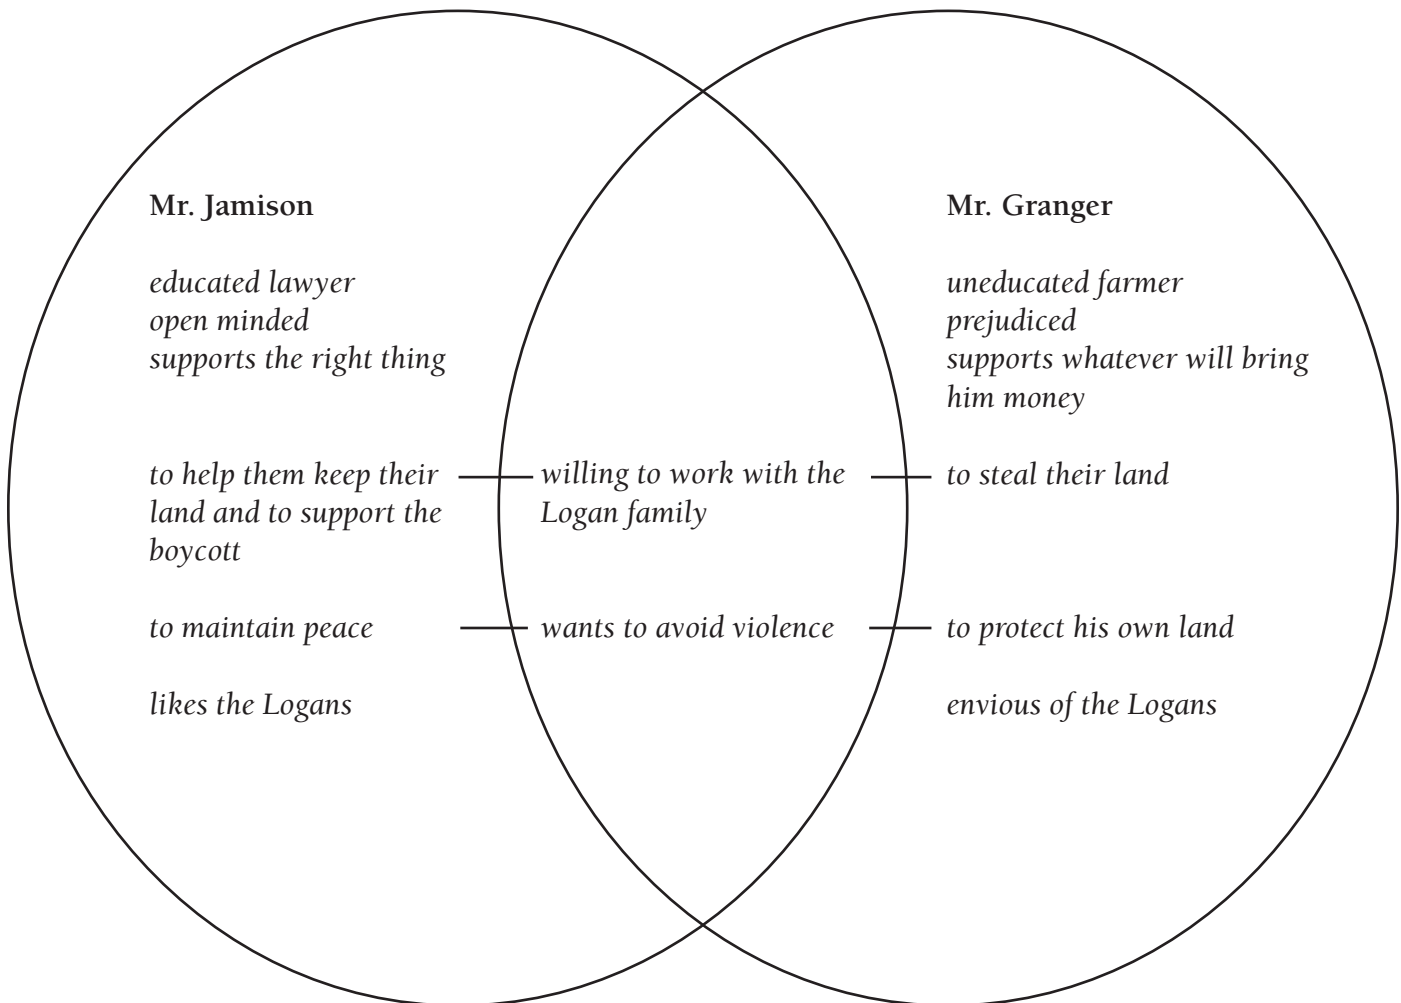 Mr. Jamison
educated lawyer
open minded
supports the right thing
to help them keep their
land and to support the
boycott
to maintain peace
likes the Logans
willing to work with the
Logan family
wants to avoid violence
Mr. Granger
uneducated farmer
prejudiced
supports whatever will bring
him money
to steal their land
to protect his own land
envious of the Logans